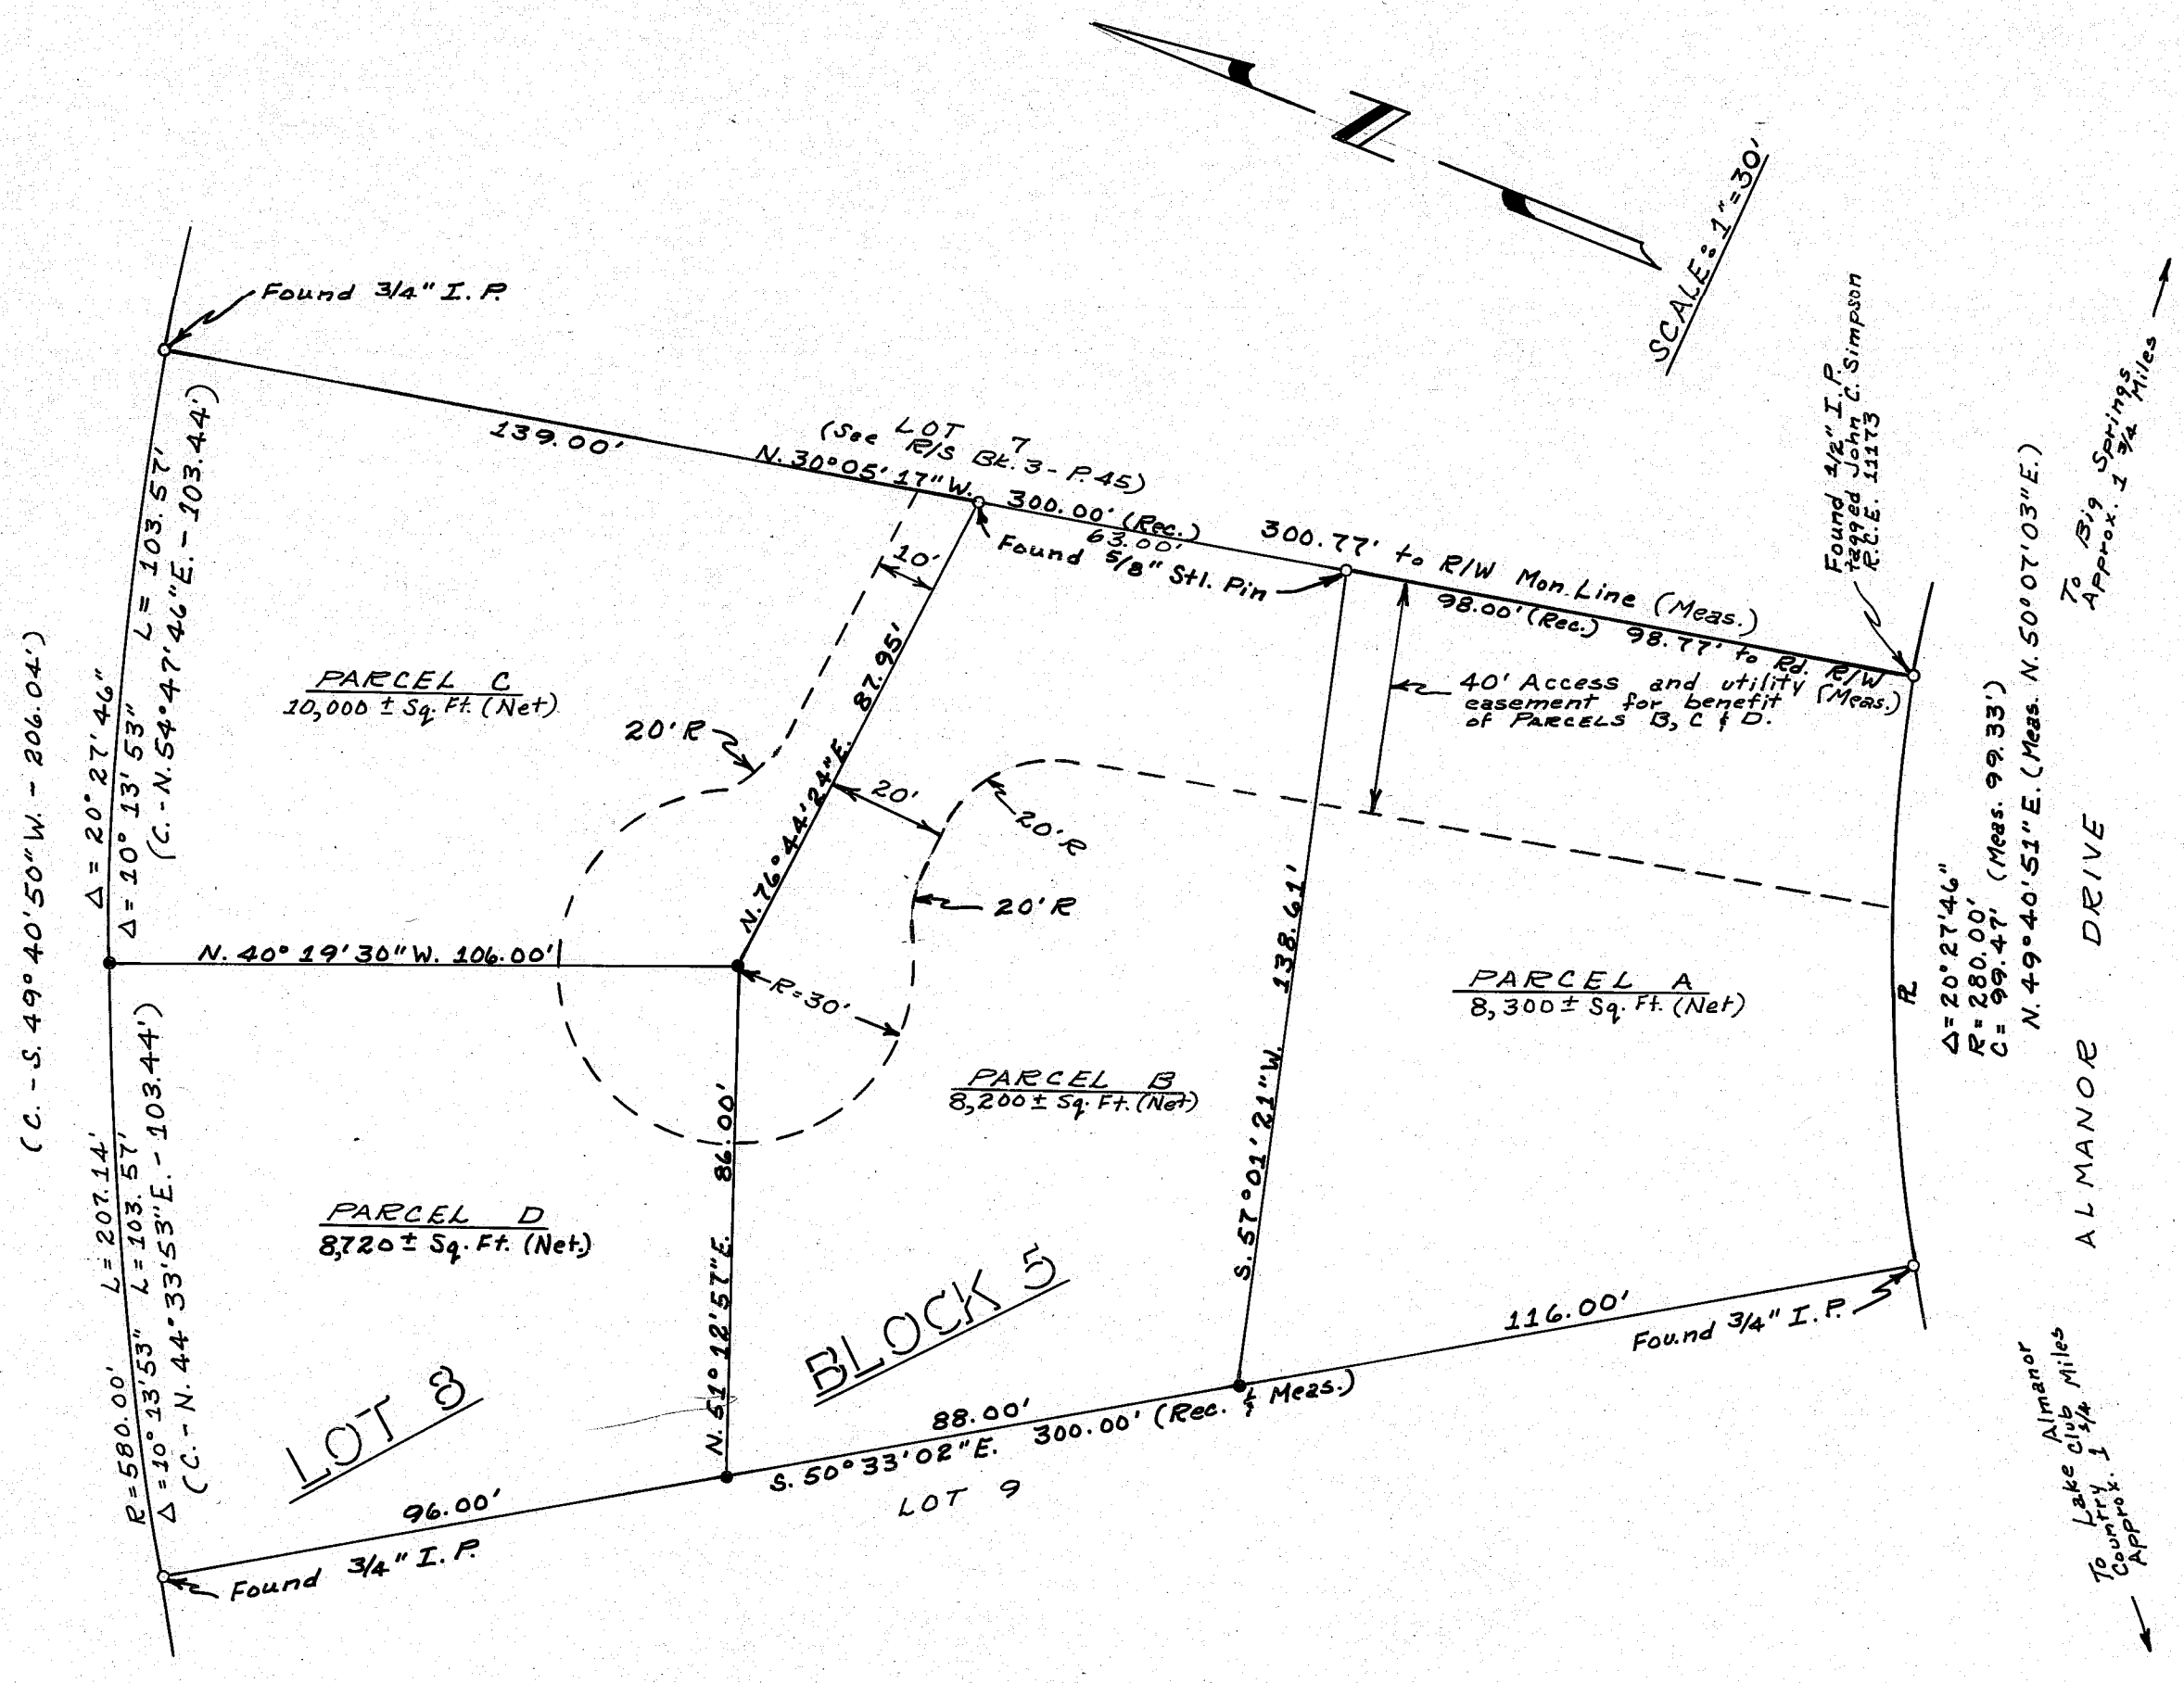 N
SCALE: 1"=30'
Found 3/4" I.P.
139.00'
LOT 7
(See R/S Bk. 3 - P. 45)
N. 30° 05' 17" W.
300.00' (Rec.)
63.00'
Found 5/8" Stl. Pin
300.77' to R/W Mon. Line (Meas.)
98.00' (Rec.) 98.77' to Rd. R/W
(Meas.)
Found 1/2" I.P.
tagged John C. Simpson
R.C.E. 11173
To Big Springs
Approx. 1 3/4 Miles
40' Access and utility
easement for benefit
of PARCELS B, C & D.
10'
87.95'
N. 76° 44' 24" E.
20'
20' R
20' R
20' R
R=30'
PARCEL C
10,000 ± Sq. Ft. (Net)
(C. - S. 49° 40' 50" W. - 206.04')
Δ = 20° 27' 46"
Δ = 10° 13' 53" L = 103.57'
(C. - N. 54° 47' 46" E. - 103.44')
N. 40° 19' 30" W. 106.00'
138.61'
S. 57° 01' 21" W.
PARCEL A
8,300 ± Sq. Ft. (Net)
PL
Δ = 20° 27' 46"
R = 280.00'
C = 99.47' (Meas. 99.33')
N. 49° 40' 51" E. (Meas. N. 50° 07' 03" E.)
ALMANOR DRIVE
PARCEL B
8,200 ± Sq. Ft. (Net)
86.00'
N. 51° 12' 57" E.
PARCEL D
8,720 ± Sq. Ft. (Net.)
R = 580.00' L = 207.14'
Δ = 10° 13' 53" L = 103.57'
(C. - N. 44° 33' 53" E. - 103.44')
LOT 8
BLOCK 5
96.00'
Found 3/4" I.P.
88.00'
S. 50° 33' 02" E. 300.00' (Rec. & Meas.)
LOT 9
116.00'
Found 3/4" I.P.
To Lake Almanor
Country Club
Approx. 1 3/4 Miles